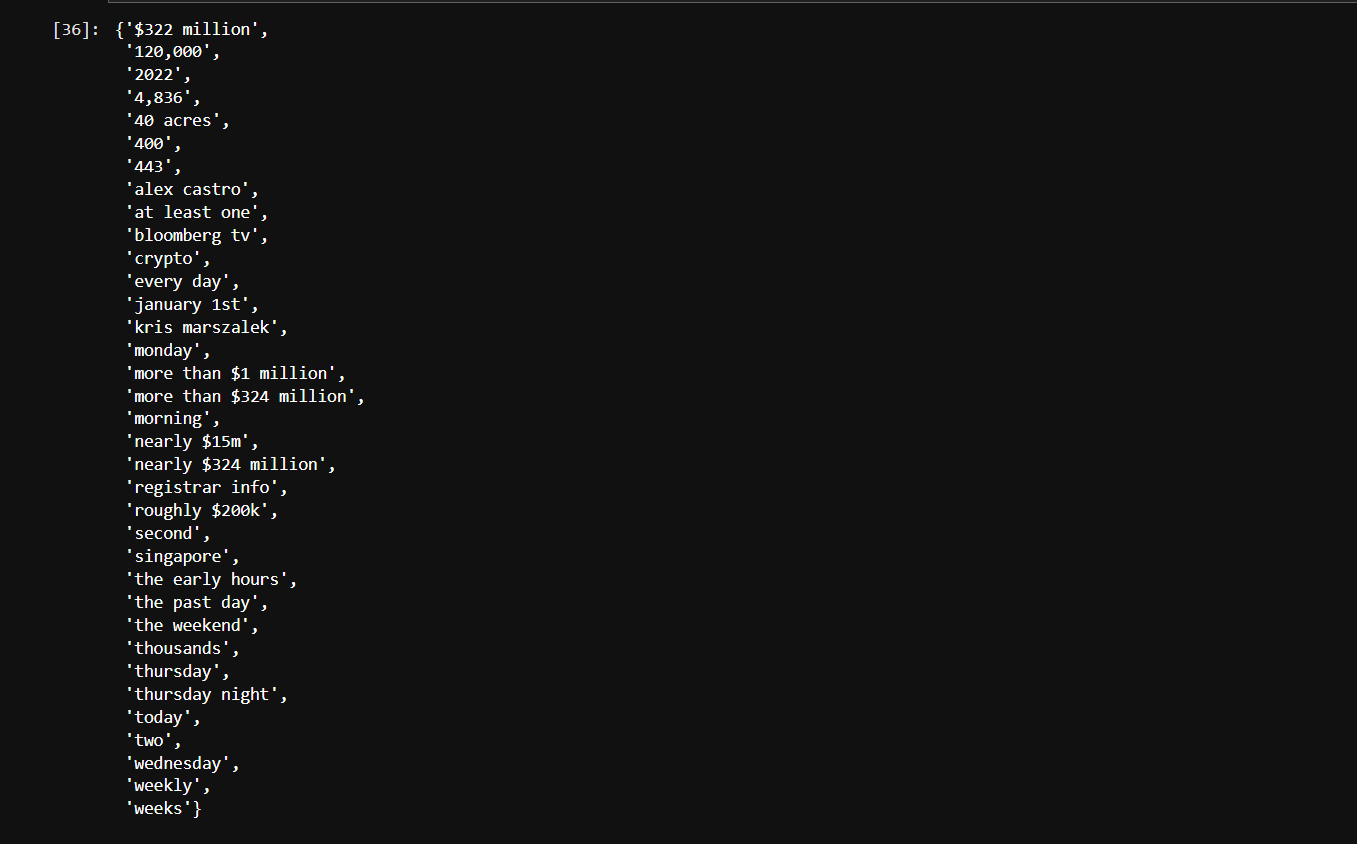 [36]: {'$322 million',
'120,000',
'2022',
'4,836',
'40 acres',
'400',
'443',
'alex castro',
'at least one',
'bloomberg tv',
'crypto',
'every day',
'january 1st',
'kris marszalek',
'monday',
'more than $1 million',
'more than $324 million',
'morning',
'nearly $15m',
'nearly $324 million',
'registrar info',
'roughly $200k',
'second',
'singapore',
'the early hours',
'the past day',
'the weekend',
'thousands',
'thursday',
'thursday night',
'today',
'two',
'wednesday',
'weekly',
'weeks'}